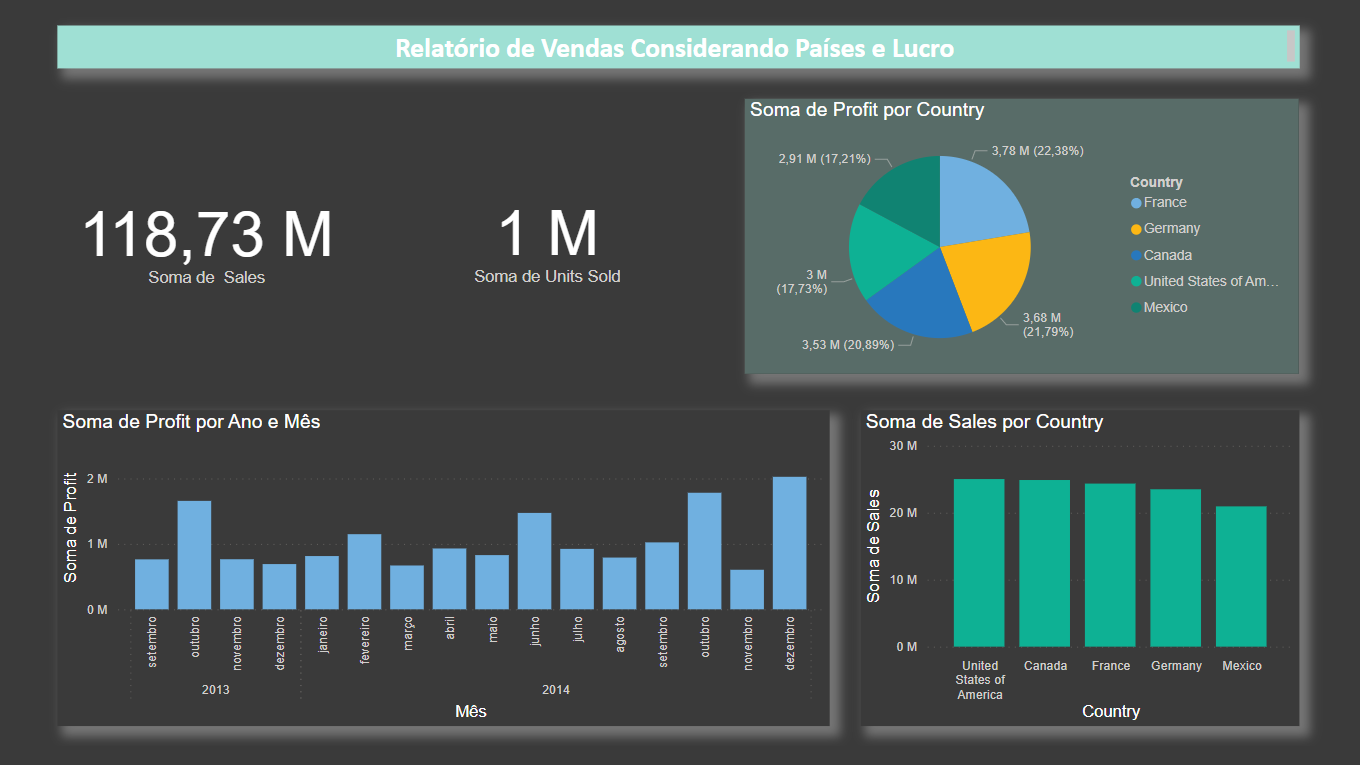 Relatório de Vendas Considerando Países e Lucro
118,73 M
Soma de  Sales
1 M
Soma de Units Sold
Soma de Profit por Country
3,78 M (22,38%)
3,68 M
(21,79%)
3,53 M (20,89%)
3 M
(17,73%)
2,91 M (17,21%)
Country
France
Germany
Canada
United States of Am…
Mexico
Soma de Profit por Ano e Mês
Soma de Profit
2 M
1 M
0 M
setembro
outubro
novembro
dezembro
janeiro
fevereiro
março
abril
maio
junho
julho
agosto
setembro
outubro
novembro
dezembro
2013
2014
Mês
Soma de Sales por Country
Soma de Sales
30 M
20 M
10 M
0 M
United
States of
America
Canada
France
Germany
Mexico
Country